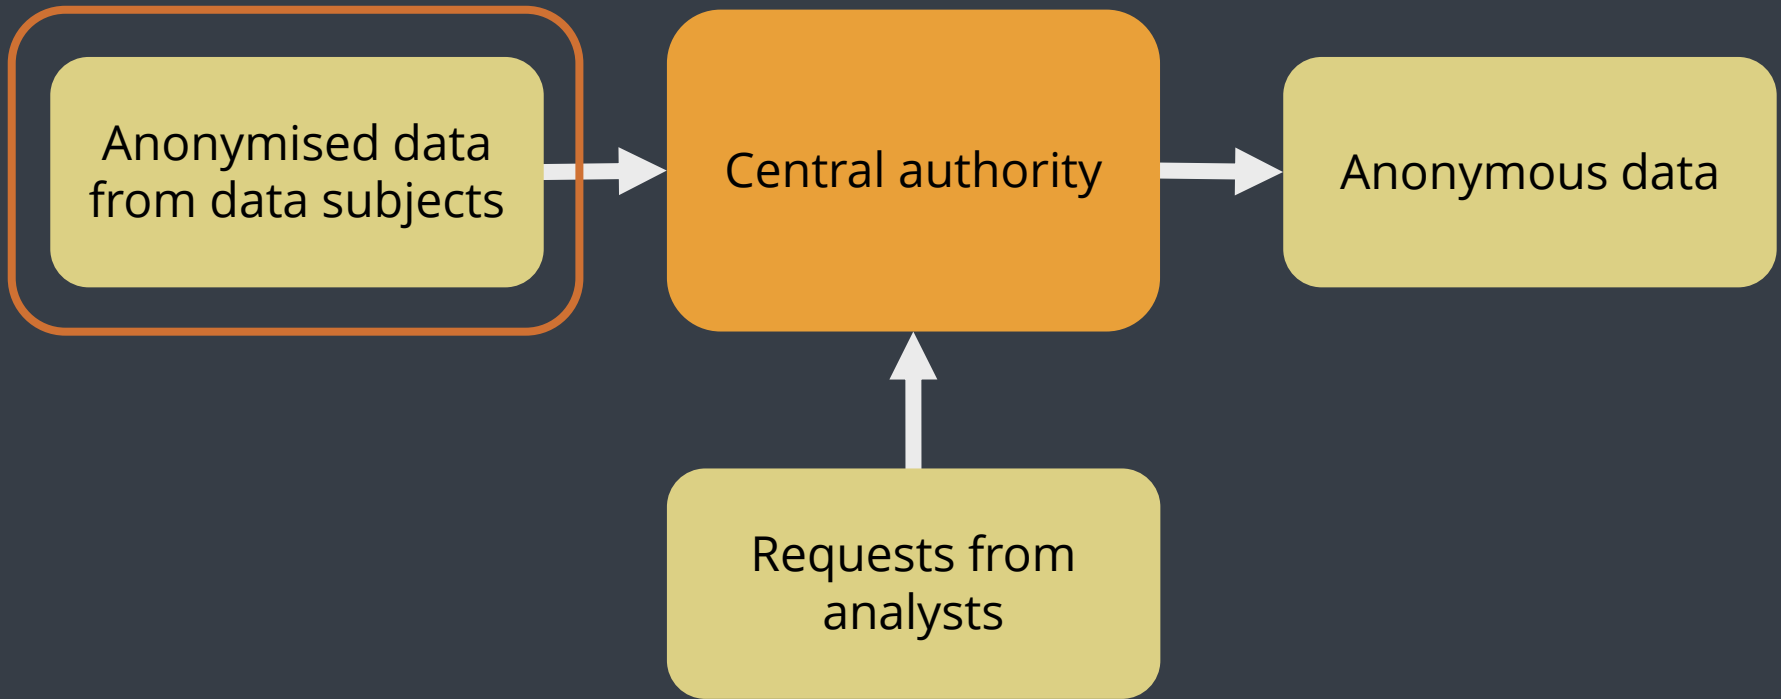 Anonymised data
from data subjects
Central authority
Anonymous data
Requests from
analysts